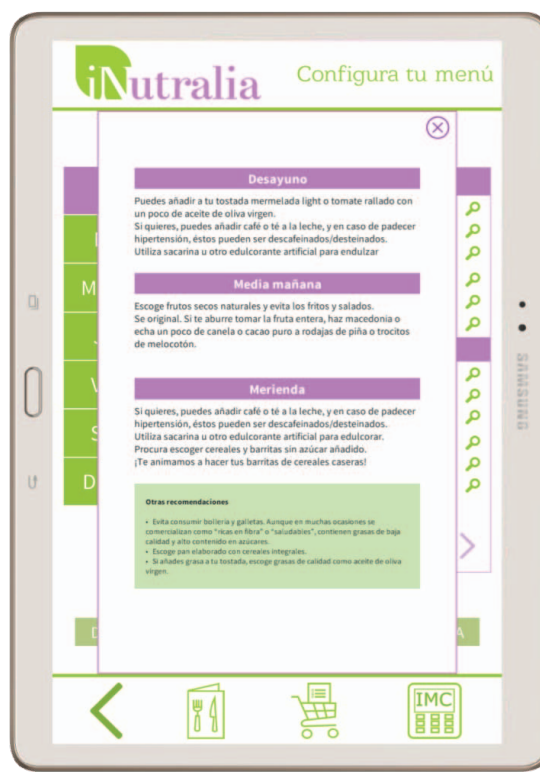 iNutralia
Configura tu menú
Desayuno
Puedes añadir a tu tostada mermelada light o tomate rallado con
un poco de aceite de oliva virgen.
Si quieres, puedes añadir café o té a la leche, y en caso de padecer
hipertensión, éstos pueden ser descafeinados/desteinados.
Utiliza sacarina u otro edulcorante artificial para endulzar
Media mañana
Escoge frutos secos naturales y evita los fritos y salados.
Se original. Si te aburre tomar la fruta entera, haz macedonia o
echa un poco de canela o cacao puro a rodajas de piña o trocitos
de melocotón.
Merienda
Si quieres, puedes añadir café o té a la leche, y en caso de padecer
hipertensión, éstos pueden ser descafeinados/desteinados.
Utiliza sacarina u otro edulcorante artificial para edulcorar.
Procura escoger cereales y barritas sin azúcar añadido.
¡Te animamos a hacer tus barritas de cereales caseras!
Otras recomendaciones
• Evita consumir bollería y galletas. Aunque en muchas ocasiones se
comercializan como "ricas en fibra" o "saludables", contienen grasas de baja
calidad y alto contenido en azúcares.
• Escoge pan elaborado con cereales integrales.
• Si añades grasa a tu tostada, escoge grasas de calidad como aceite de oliva
virgen.
M
J
V
S
D
D
A
IMC
SAMSUNG